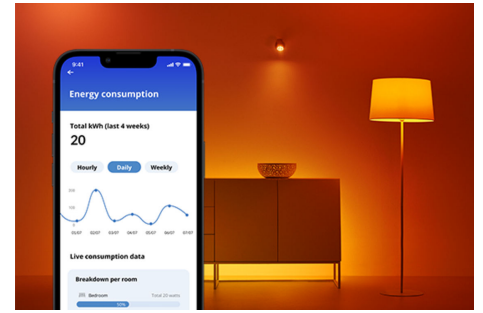 9:41
Energy consumption
Total kWh (last 4 weeks)
20
Hourly Daily Weekly
200
100
0
01/07 02/07 03/07 04/07 05/07 06/07 07/07
Live consumption data
Breakdown per room
Bedroom Total 20 watts
50%